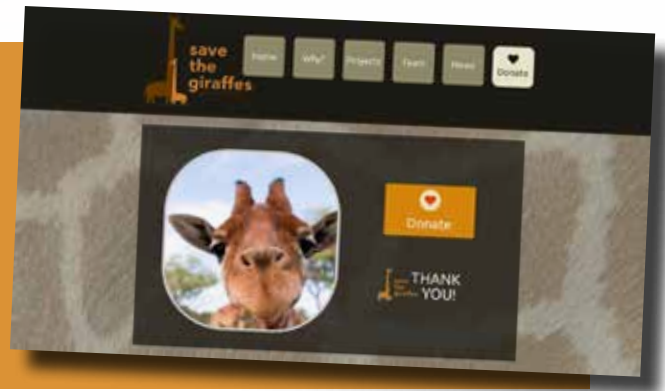 save
the
giraffes
Home
Why?
Projects
Team
News
Donate
Donate
THANK
YOU!